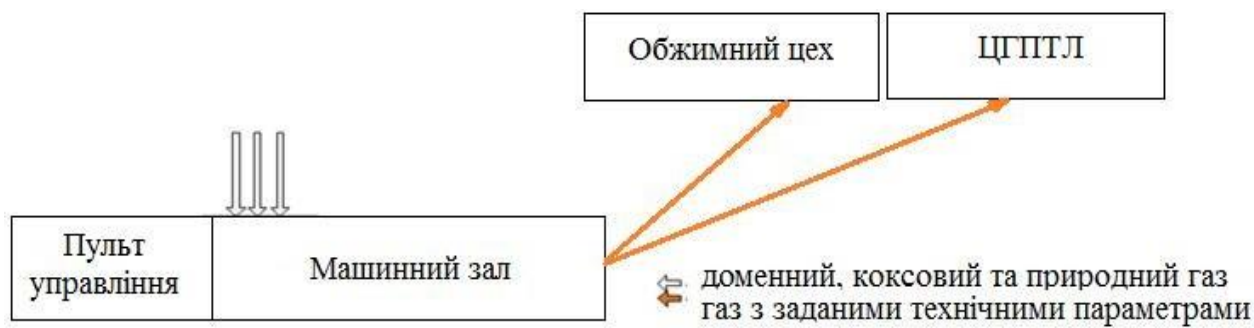 Обжимний цех
ЦГПТЛ
Пульт
управління
Машинний зал
доменний, коксовий та природний газ
газ з заданими технічними параметрами